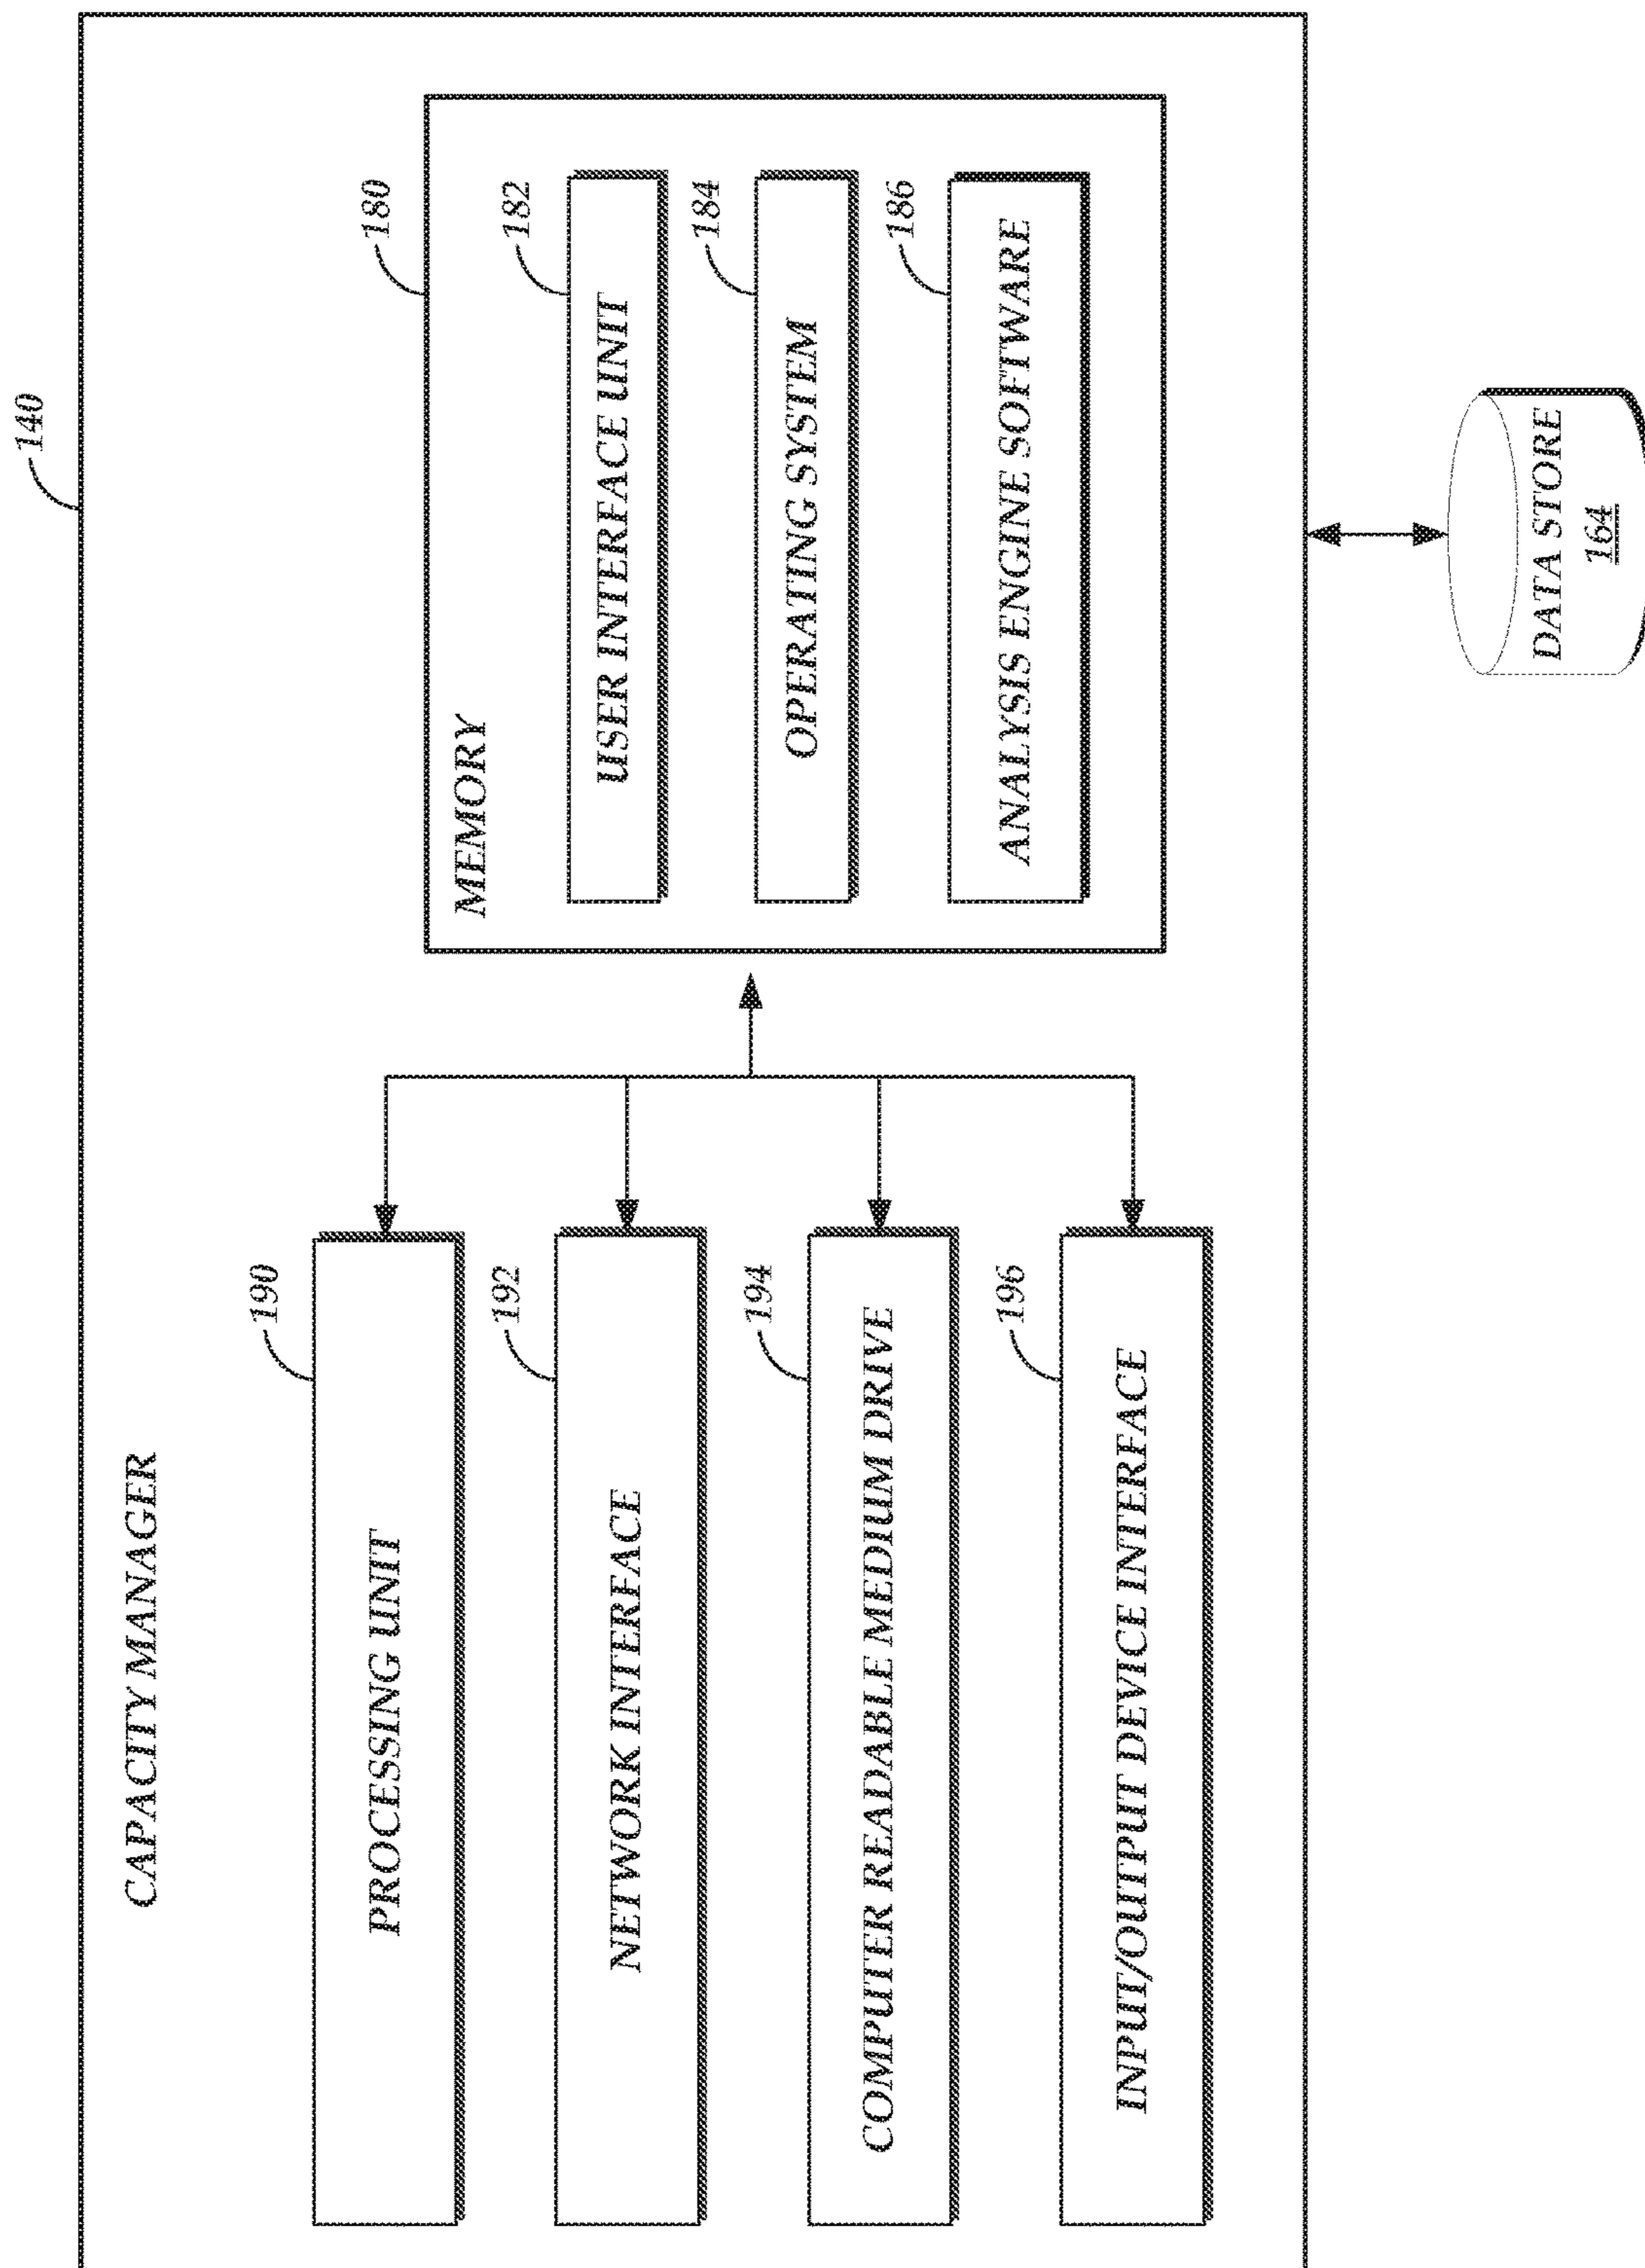 140
CAPACITY MANAGER
190
PROCESSING UNIT
192
NETWORK INTERFACE
194
COMPUTER READABLE MEDIUM DRIVE
196
INPUT/OUTPUT DEVICE INTERFACE
180
MEMORY
182
USER INTERFACE UNIT
184
OPERATING SYSTEM
186
ANALYSIS ENGINE SOFTWARE
DATA STORE
164